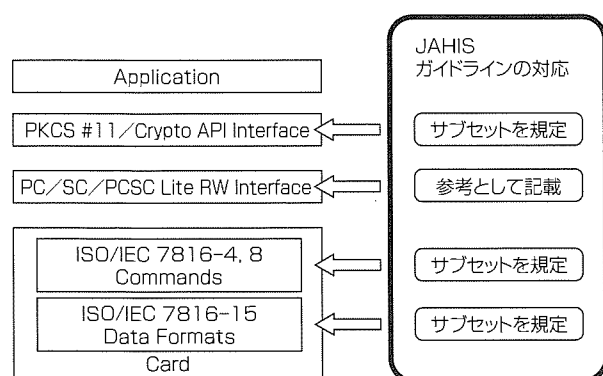 JAHIS
ガイドラインの対応
Application
PKCS #11/Crypto API Interface
サブセットを規定
PC/SC/PCSC Lite RW Interface
参考として記載
ISO/IEC 7816-4, 8
Commands
サブセットを規定
ISO/IEC 7816-15
Data Formats
サブセットを規定
Card